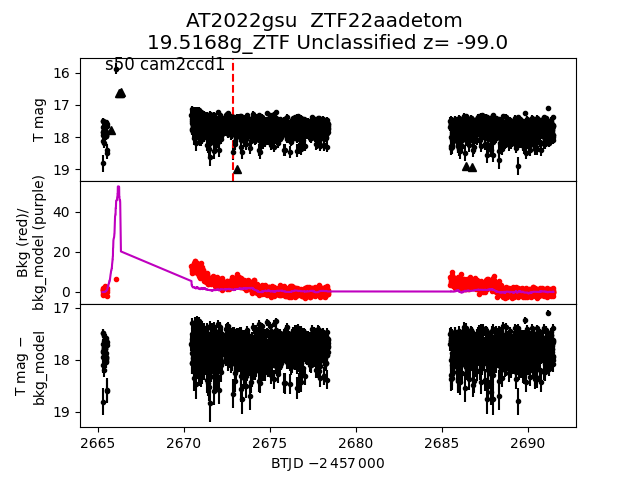 AT2022gsu  ZTF22aadetom
19.5168g_ZTF Unclassified z= -99.0
s50 cam2ccd1
T mag
16
17
18
19
Bkg (red)/
bkg_model (purple)
40
20
0
T mag −
bkg_model
17
18
19
2665
2670
2675
2680
2685
2690
BTJD −2 457 000